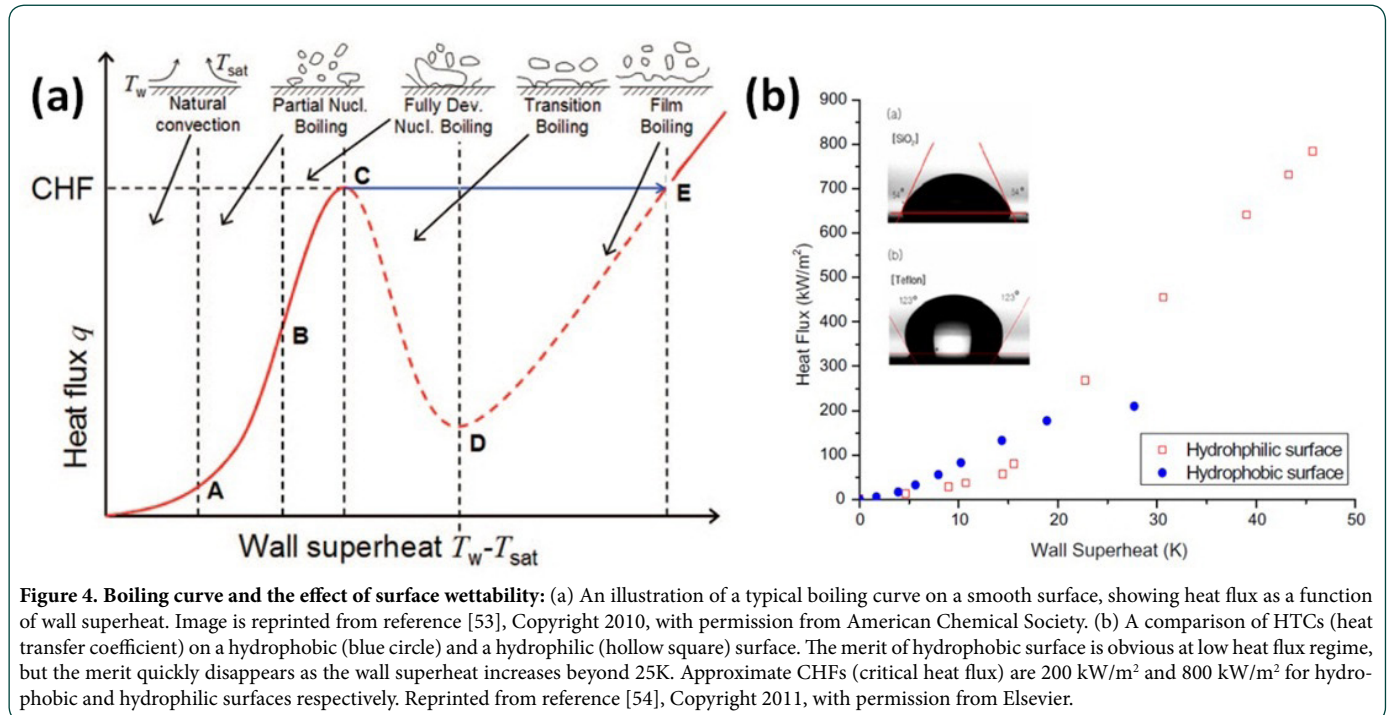 (a)
T_w
T_sat
Natural
convection
Partial Nucl.
Boiling
Fully Dev.
Nucl. Boiling
Transition
Boiling
Film
Boiling
CHF
C
E
B
D
A
Heat flux q
Wall superheat T_w-T_sat
(b)
900
800
700
600
500
400
300
200
100
0
Heat Flux (kW/m²)
(a)
[SiO₂]
54° 54°
(b)
[Teflon]
123° 123°
Hydrohphilic surface
Hydrophobic surface
0 10 20 30 40 50
Wall Superheat (K)
Figure 4. Boiling curve and the effect of surface wettability: (a) An illustration of a typical boiling curve on a smooth surface, showing heat flux as a function
of wall superheat. Image is reprinted from reference [53], Copyright 2010, with permission from American Chemical Society. (b) A comparison of HTCs (heat
transfer coefficient) on a hydrophobic (blue circle) and a hydrophilic (hollow square) surface. The merit of hydrophobic surface is obvious at low heat flux regime,
but the merit quickly disappears as the wall superheat increases beyond 25K. Approximate CHFs (critical heat flux) are 200 kW/m² and 800 kW/m² for hydro-
phobic and hydrophilic surfaces respectively. Reprinted from reference [54], Copyright 2011, with permission from Elsevier.